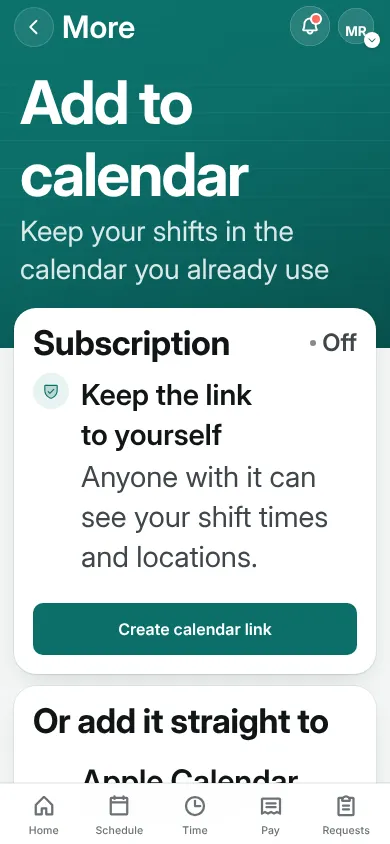 More
MR
Add to
calendar
Keep your shifts in the
calendar you already use
Subscription
Off
Keep the link
to yourself
Anyone with it can
see your shift times
and locations.
Create calendar link
Or add it straight to
Apple Calendar
Home
Schedule
Time
Pay
Requests